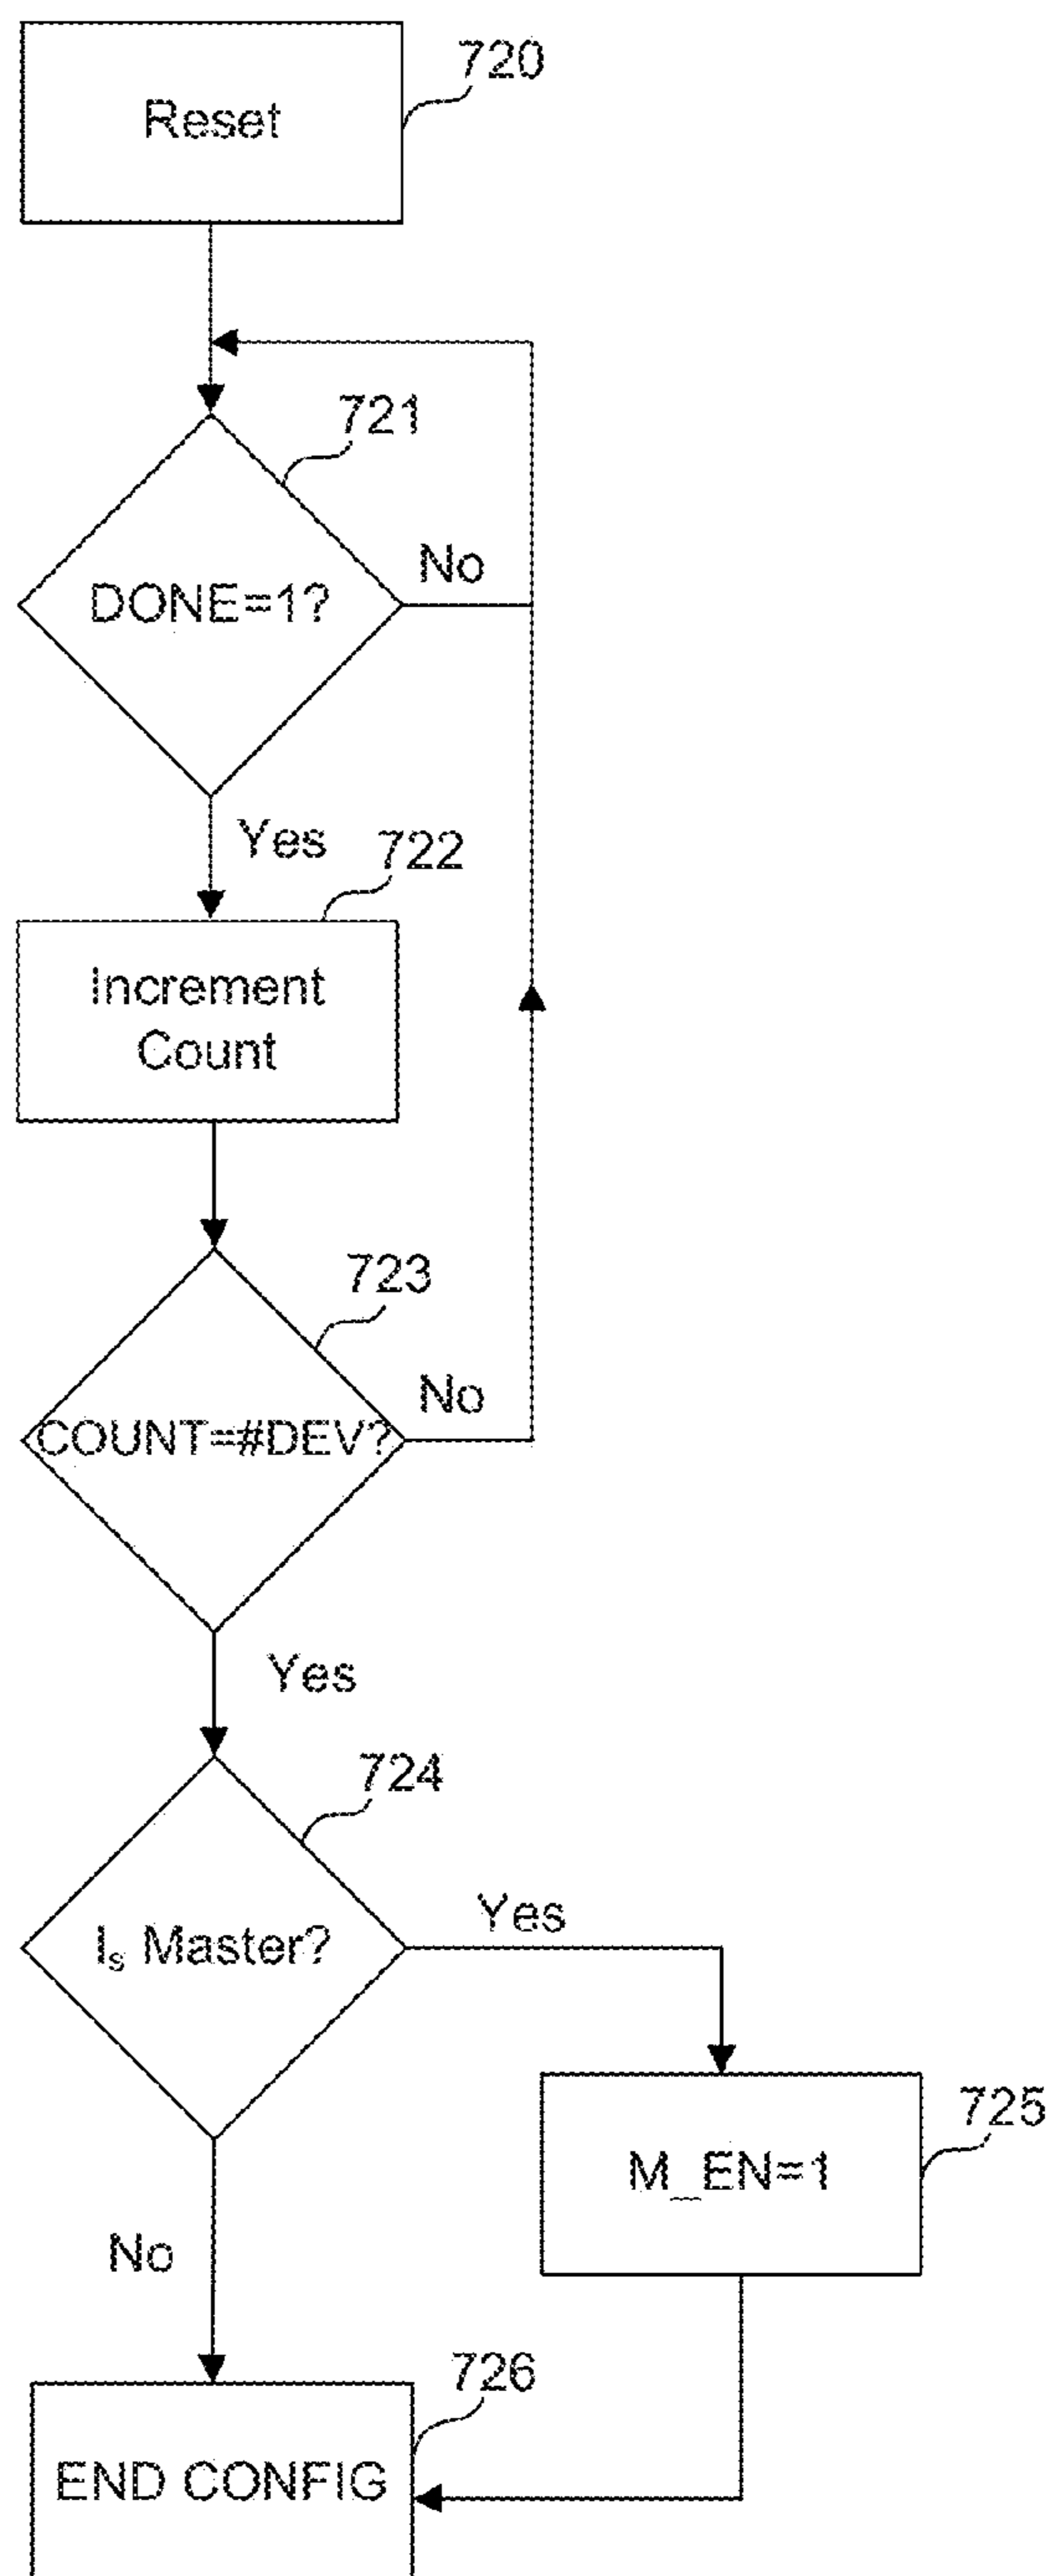 720
Reset
721
No
DONE=1?
Yes
722
Increment
Count
723
No
COUNT=#DEV?
Yes
724
Yes
Is Master?
725
M_EN=1
No
726
END CONFIG